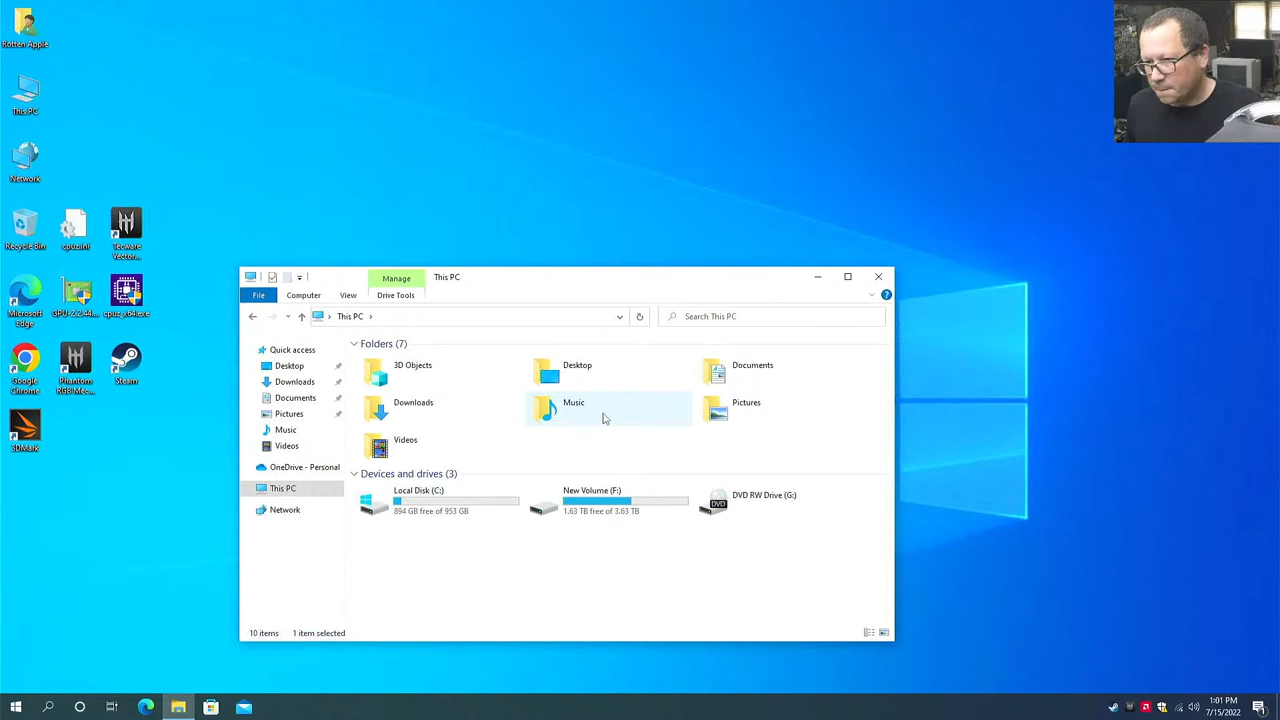 Rotten Apple
This PC
Network
Recycle Bin
cpuz.ini
Tecware Vector...
Microsoft Edge
GPU-Z.2.44....
cpuz_x64.exe
Google Chrome
Phantom RGB Mec...
Steam
3DMark
Manage
This PC
File
Computer
View
Drive Tools
This PC
Search This PC
Quick access
Desktop
Downloads
Documents
Pictures
Music
Videos
OneDrive - Personal
This PC
Network
Folders (7)
3D Objects
Desktop
Documents
Downloads
Music
Pictures
Videos
Devices and drives (3)
Local Disk (C:)
894 GB free of 953 GB
New Volume (F:)
1.63 TB free of 3.63 TB
DVD
DVD RW Drive (G:)
10 items
1 item selected
1:01 PM
7/15/2022